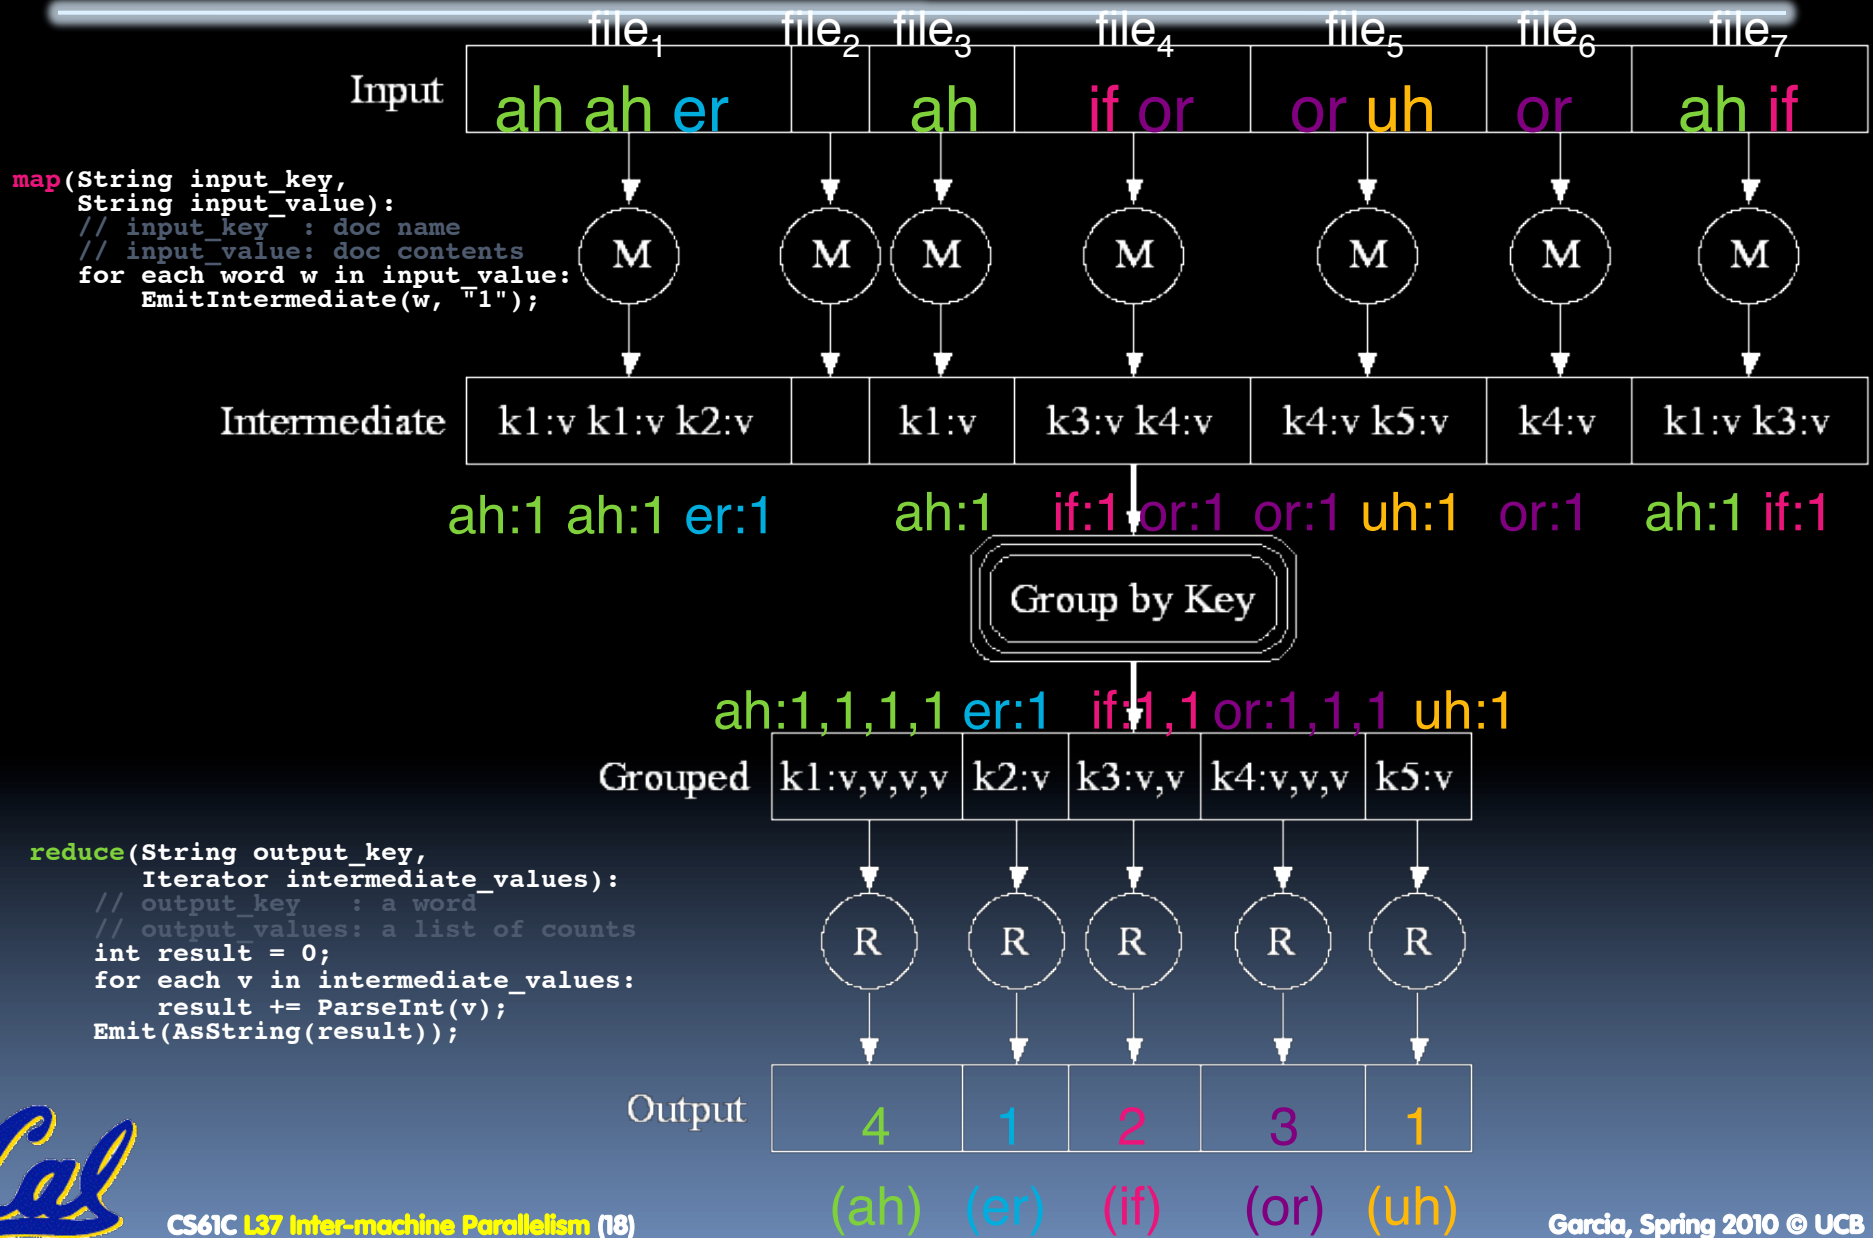 file1 file2 file3 file4 file5 file6 file7
Input ah ah er ah if or or uh or ah if
map(String input_key,
String input_value):
// input_key : doc name
// input_value: doc contents
for each word w in input_value:
EmitIntermediate(w, "1");
M M M M M M M
Intermediate k1:v k1:v k2:v k1:v k3:v k4:v k4:v k5:v k4:v k1:v k3:v
ah:1 ah:1 er:1 ah:1 if:1 or:1 or:1 uh:1 or:1 ah:1 if:1
Group by Key
ah:1,1,1,1 er:1 if:1,1 or:1,1,1 uh:1
Grouped k1:v,v,v,v k2:v k3:v,v k4:v,v,v k5:v
reduce(String output_key,
Iterator intermediate_values):
// output_key : a word
// output_values: a list of counts
int result = 0;
for each v in intermediate_values:
result += ParseInt(v);
Emit(AsString(result));
R R R R R
Output 4 1 2 3 1
(ah) (er) (if) (or) (uh)
Cal
CS61C L37 Inter-machine Parallelism (18)
Garcia, Spring 2010 © UCB